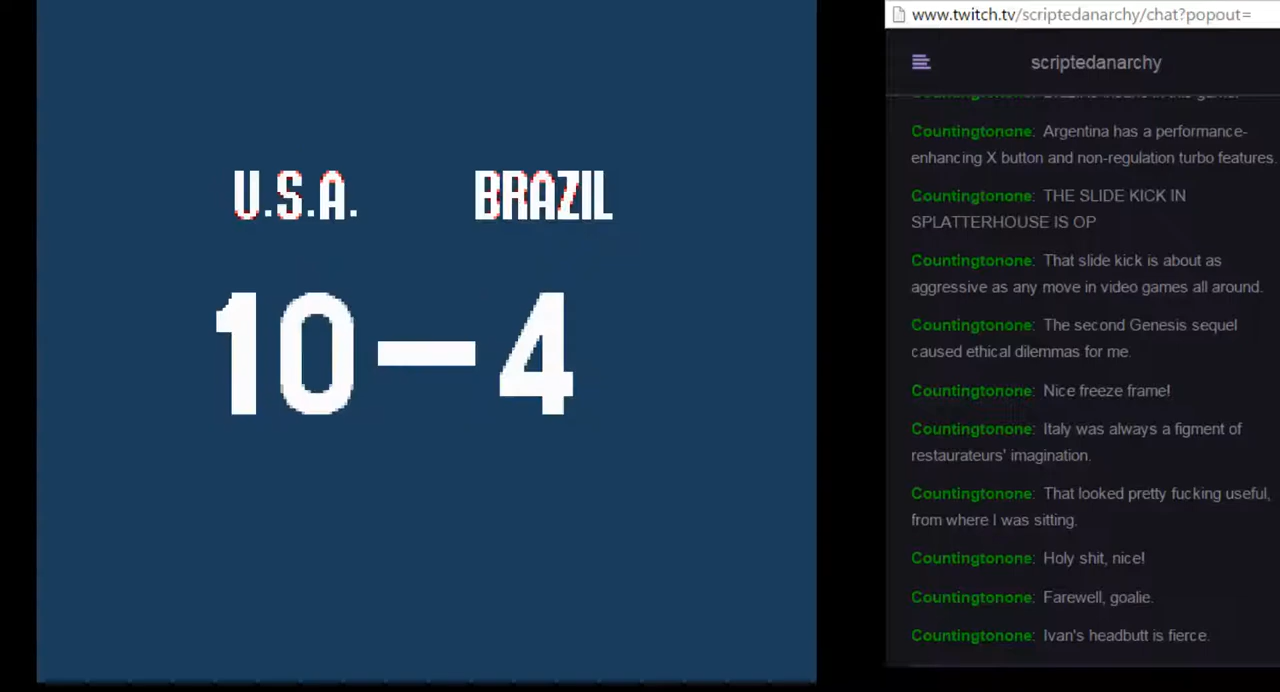 U.S.A. BRAZIL
10-4
www.twitch.tv/scriptedanarchy/chat?popout=
scriptedanarchy
Countingtonone: Argentina has a performance-
enhancing X button and non-regulation turbo features.
Countingtonone: THE SLIDE KICK IN
SPLATTERHOUSE IS OP
Countingtonone: That slide kick is about as
aggressive as any move in video games all around.
Countingtonone: The second Genesis sequel
caused ethical dilemmas for me.
Countingtonone: Nice freeze frame!
Countingtonone: Italy was always a figment of
restaurateurs' imagination.
Countingtonone: That looked pretty fucking useful,
from where I was sitting.
Countingtonone: Holy shit, nice!
Countingtonone: Farewell, goalie.
Countingtonone: Ivan's headbutt is fierce.